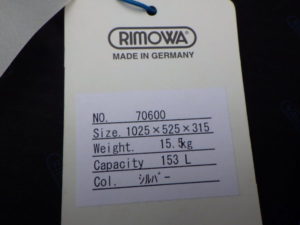 RIMOWA
MADE IN GERMANY
NO. 70600
Size. 1025×525×315
Weight. 15.5kg
Capacity 153 L
Col. ｼﾙﾊﾞｰ